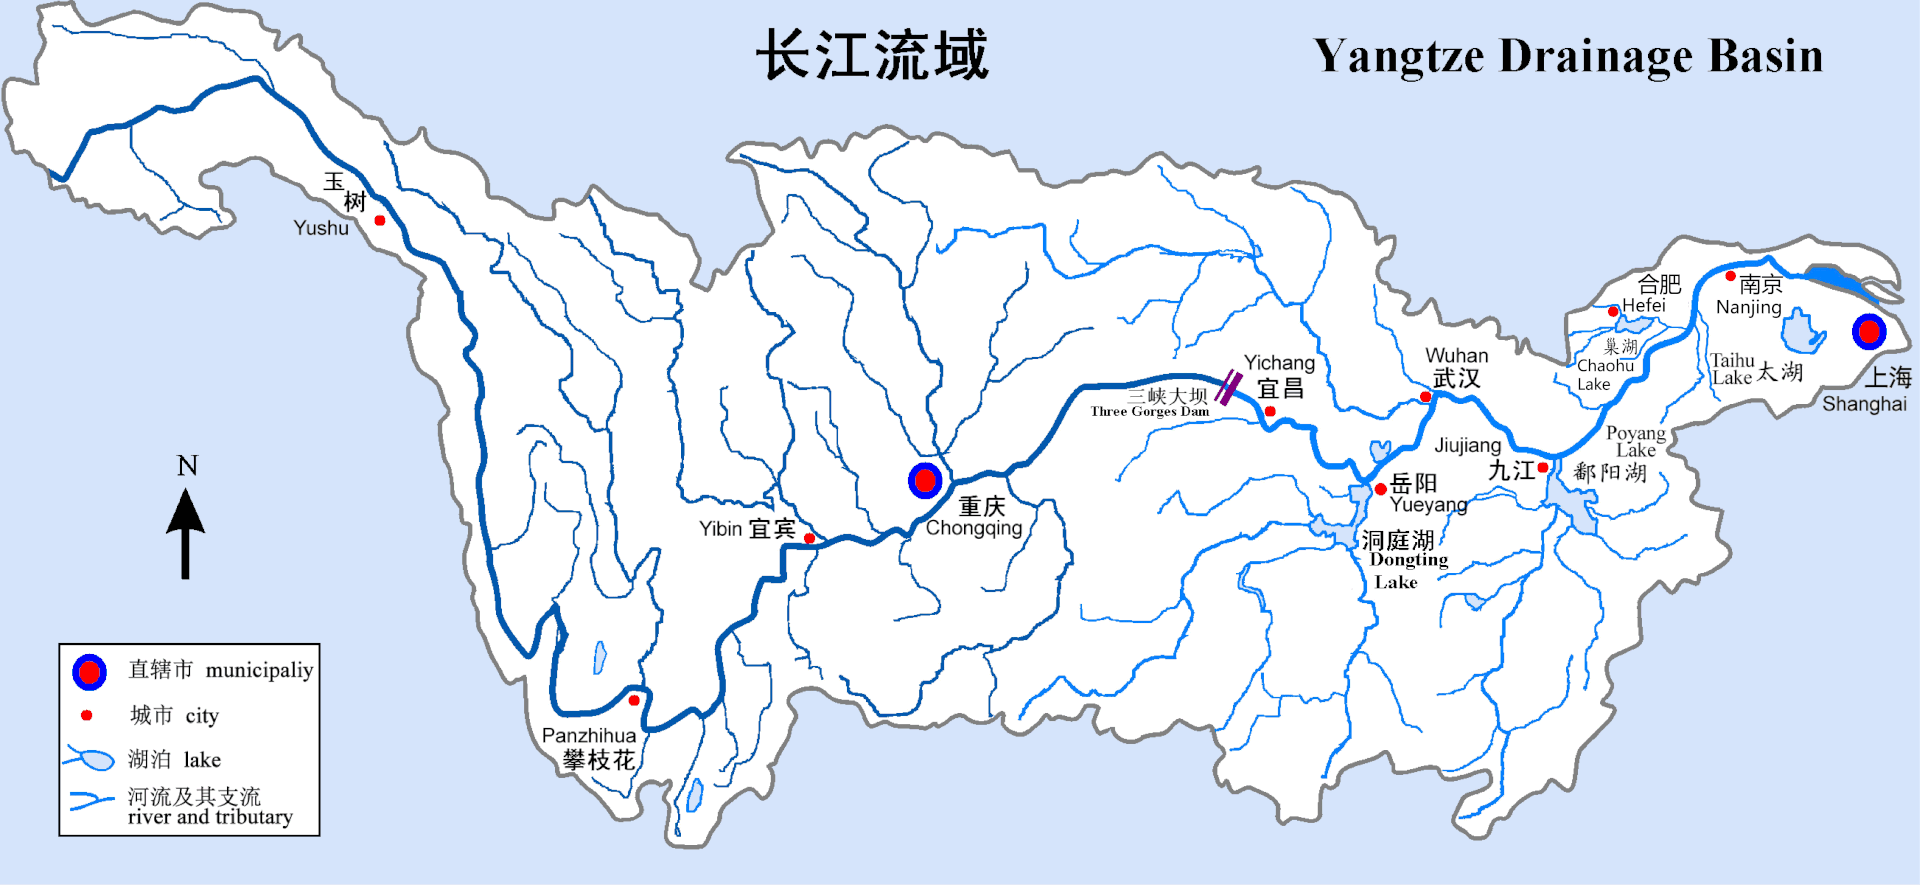 长江流域
Yangtze Drainage Basin
玉
树
Yushu
合肥
Hefei
南京
Nanjing
巢湖
Chaohu
Lake
Taihu
Lake 太湖
上海
Shanghai
Yichang
宜昌
三峡大坝
Three Gorges Dam
Wuhan
武汉
Jiujiang
九江
Poyang
Lake
鄱阳湖
岳阳
Yueyang
洞庭湖
Dongting
Lake
重庆
Chongqing
Yibin 宜宾
Panzhihua
攀枝花
N
直辖市 municipaliy
城市 city
湖泊 lake
河流及其支流
river and tributary